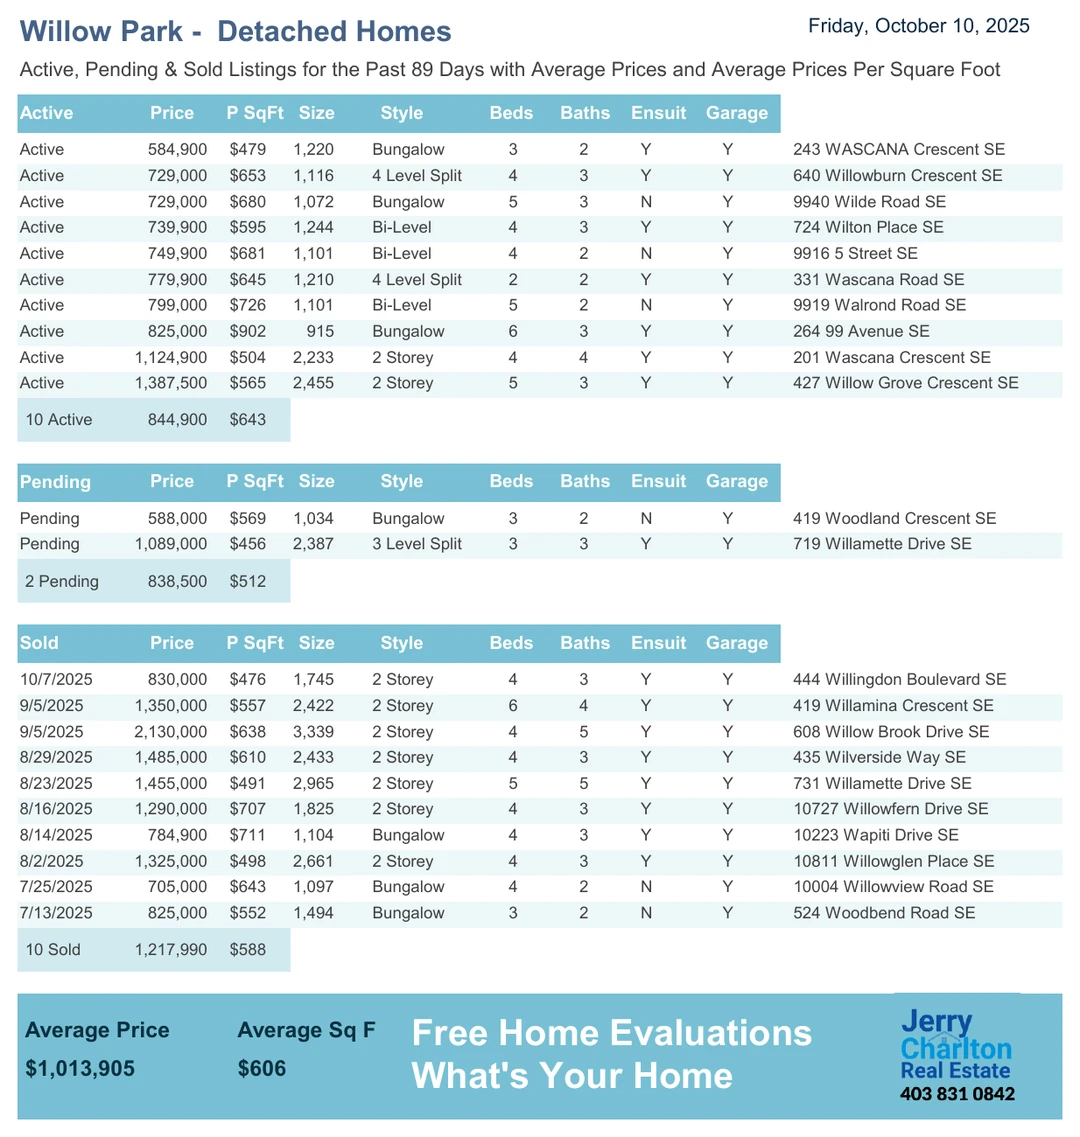 Willow Park - Detached Homes
Friday, October 10, 2025
Active, Pending & Sold Listings for the Past 89 Days with Average Prices and Average Prices Per Square Foot
Active Price P SqFt Size Style Beds Baths Ensuit Garage
Active 584,900 $479 1,220 Bungalow 3 2 Y Y 243 WASCANA Crescent SE
Active 729,000 $653 1,116 4 Level Split 4 3 Y Y 640 Willowburn Crescent SE
Active 729,000 $680 1,072 Bungalow 5 3 N Y 9940 Wilde Road SE
Active 739,900 $595 1,244 Bi-Level 4 3 Y Y 724 Wilton Place SE
Active 749,900 $681 1,101 Bi-Level 4 2 N Y 9916 5 Street SE
Active 779,900 $645 1,210 4 Level Split 2 2 Y Y 331 Wascana Road SE
Active 799,000 $726 1,101 Bi-Level 5 2 N Y 9919 Walrond Road SE
Active 825,000 $902 915 Bungalow 6 3 Y Y 264 99 Avenue SE
Active 1,124,900 $504 2,233 2 Storey 4 4 Y Y 201 Wascana Crescent SE
Active 1,387,500 $565 2,455 2 Storey 5 3 Y Y 427 Willow Grove Crescent SE
10 Active 844,900 $643
Pending Price P SqFt Size Style Beds Baths Ensuit Garage
Pending 588,000 $569 1,034 Bungalow 3 2 N Y 419 Woodland Crescent SE
Pending 1,089,000 $456 2,387 3 Level Split 3 3 Y Y 719 Willamette Drive SE
2 Pending 838,500 $512
Sold Price P SqFt Size Style Beds Baths Ensuit Garage
10/7/2025 830,000 $476 1,745 2 Storey 4 3 Y Y 444 Willingdon Boulevard SE
9/5/2025 1,350,000 $557 2,422 2 Storey 6 4 Y Y 419 Willamina Crescent SE
9/5/2025 2,130,000 $638 3,339 2 Storey 4 5 Y Y 608 Willow Brook Drive SE
8/29/2025 1,485,000 $610 2,433 2 Storey 4 3 Y Y 435 Wilverside Way SE
8/23/2025 1,455,000 $491 2,965 2 Storey 5 5 Y Y 731 Willamette Drive SE
8/16/2025 1,290,000 $707 1,825 2 Storey 4 3 Y Y 10727 Willowfern Drive SE
8/14/2025 784,900 $711 1,104 Bungalow 4 3 Y Y 10223 Wapiti Drive SE
8/2/2025 1,325,000 $498 2,661 2 Storey 4 3 Y Y 10811 Willowglen Place SE
7/25/2025 705,000 $643 1,097 Bungalow 4 2 N Y 10004 Willowview Road SE
7/13/2025 825,000 $552 1,494 Bungalow 3 2 N Y 524 Woodbend Road SE
10 Sold 1,217,990 $588
Average Price Average Sq F
$1,013,905 $606
Free Home Evaluations
What's Your Home
Jerry
Charlton
Real Estate
403 831 0842